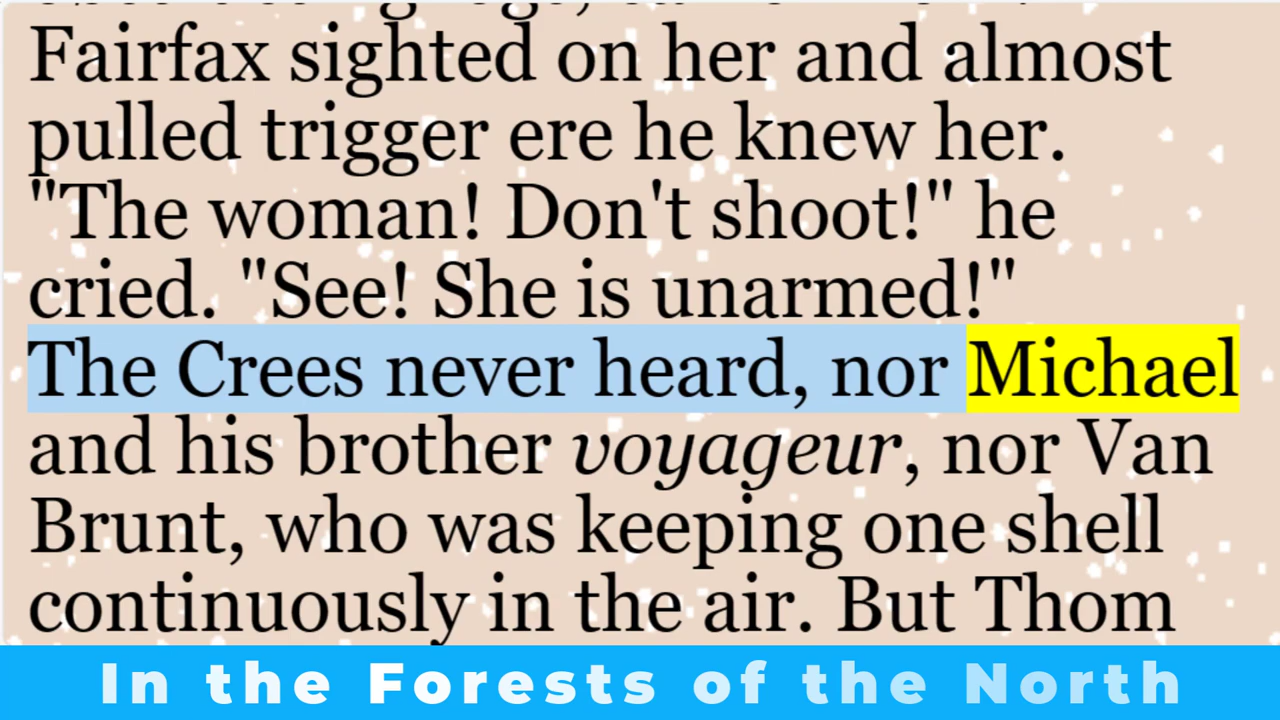 Fairfax sighted on her and almost
pulled trigger ere he knew her.
"The woman! Don't shoot!" he
cried. "See! She is unarmed!"
The Crees never heard, nor Michael
and his brother voyageur, nor Van
Brunt, who was keeping one shell
continuously in the air. But Thom
In the Forests of the North